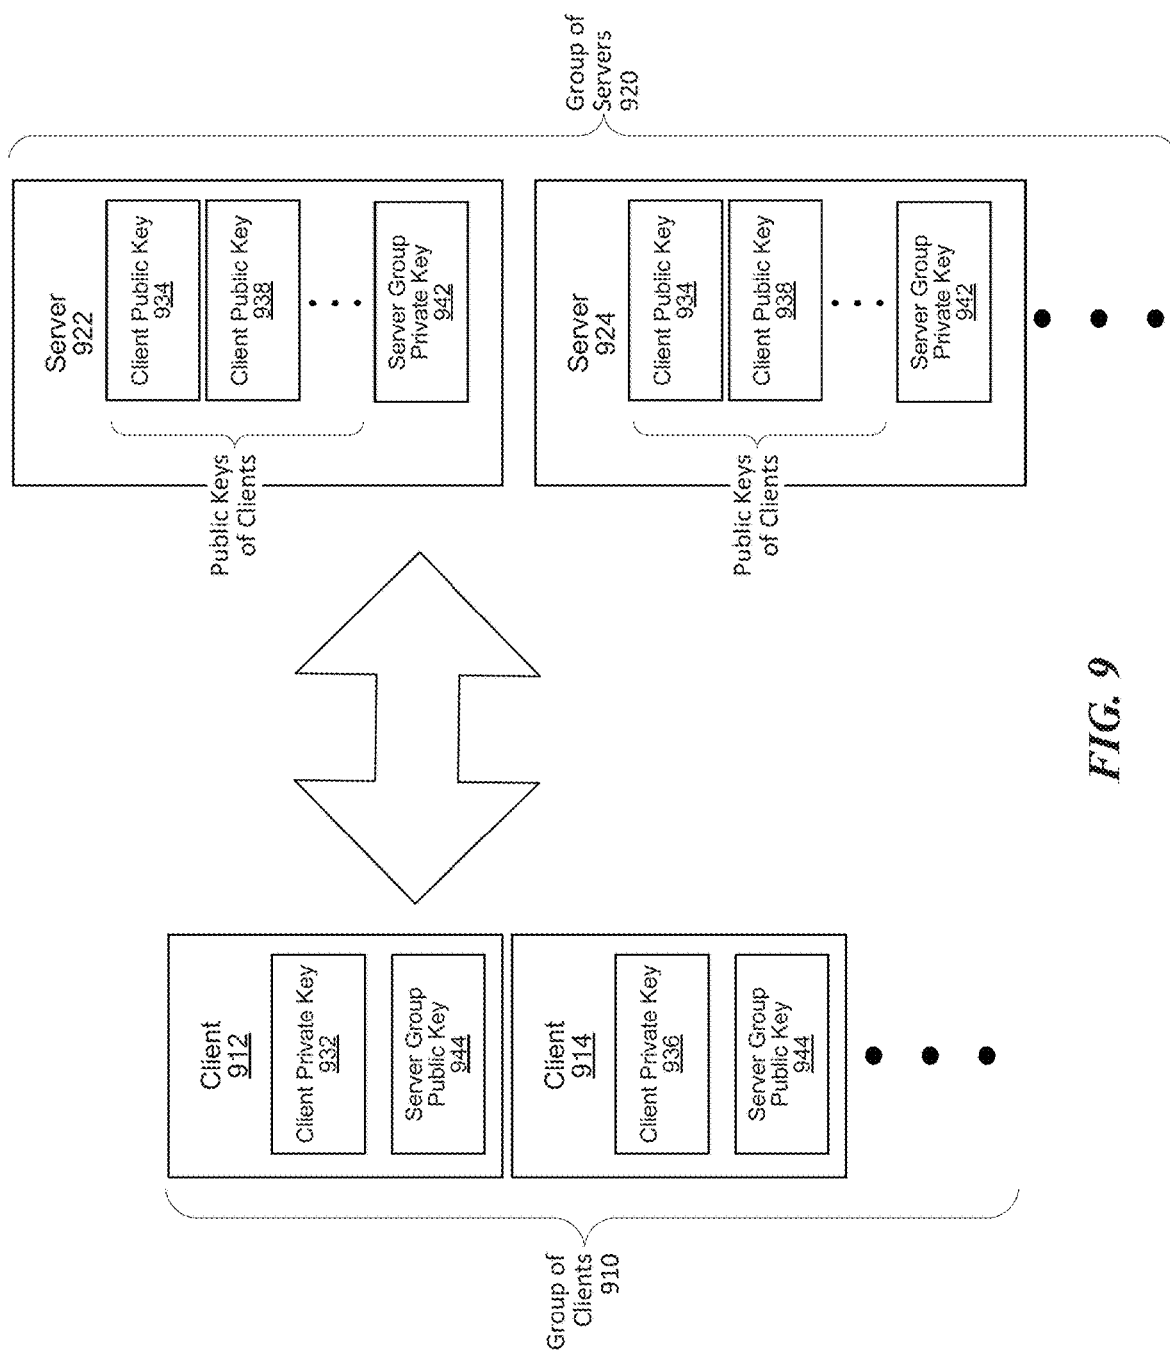 Group of
Clients
910
Client
912
Client Private Key
932
Server Group
Public Key
944
Client
914
Client Private Key
936
Server Group
Public Key
944
Public Keys
of Clients
Server
922
Client Public Key
934
Client Public Key
938
Server Group
Private Key
942
Public Keys
of Clients
Server
924
Client Public Key
934
Client Public Key
938
Server Group
Private Key
942
Group of
Servers
920
FIG. 9